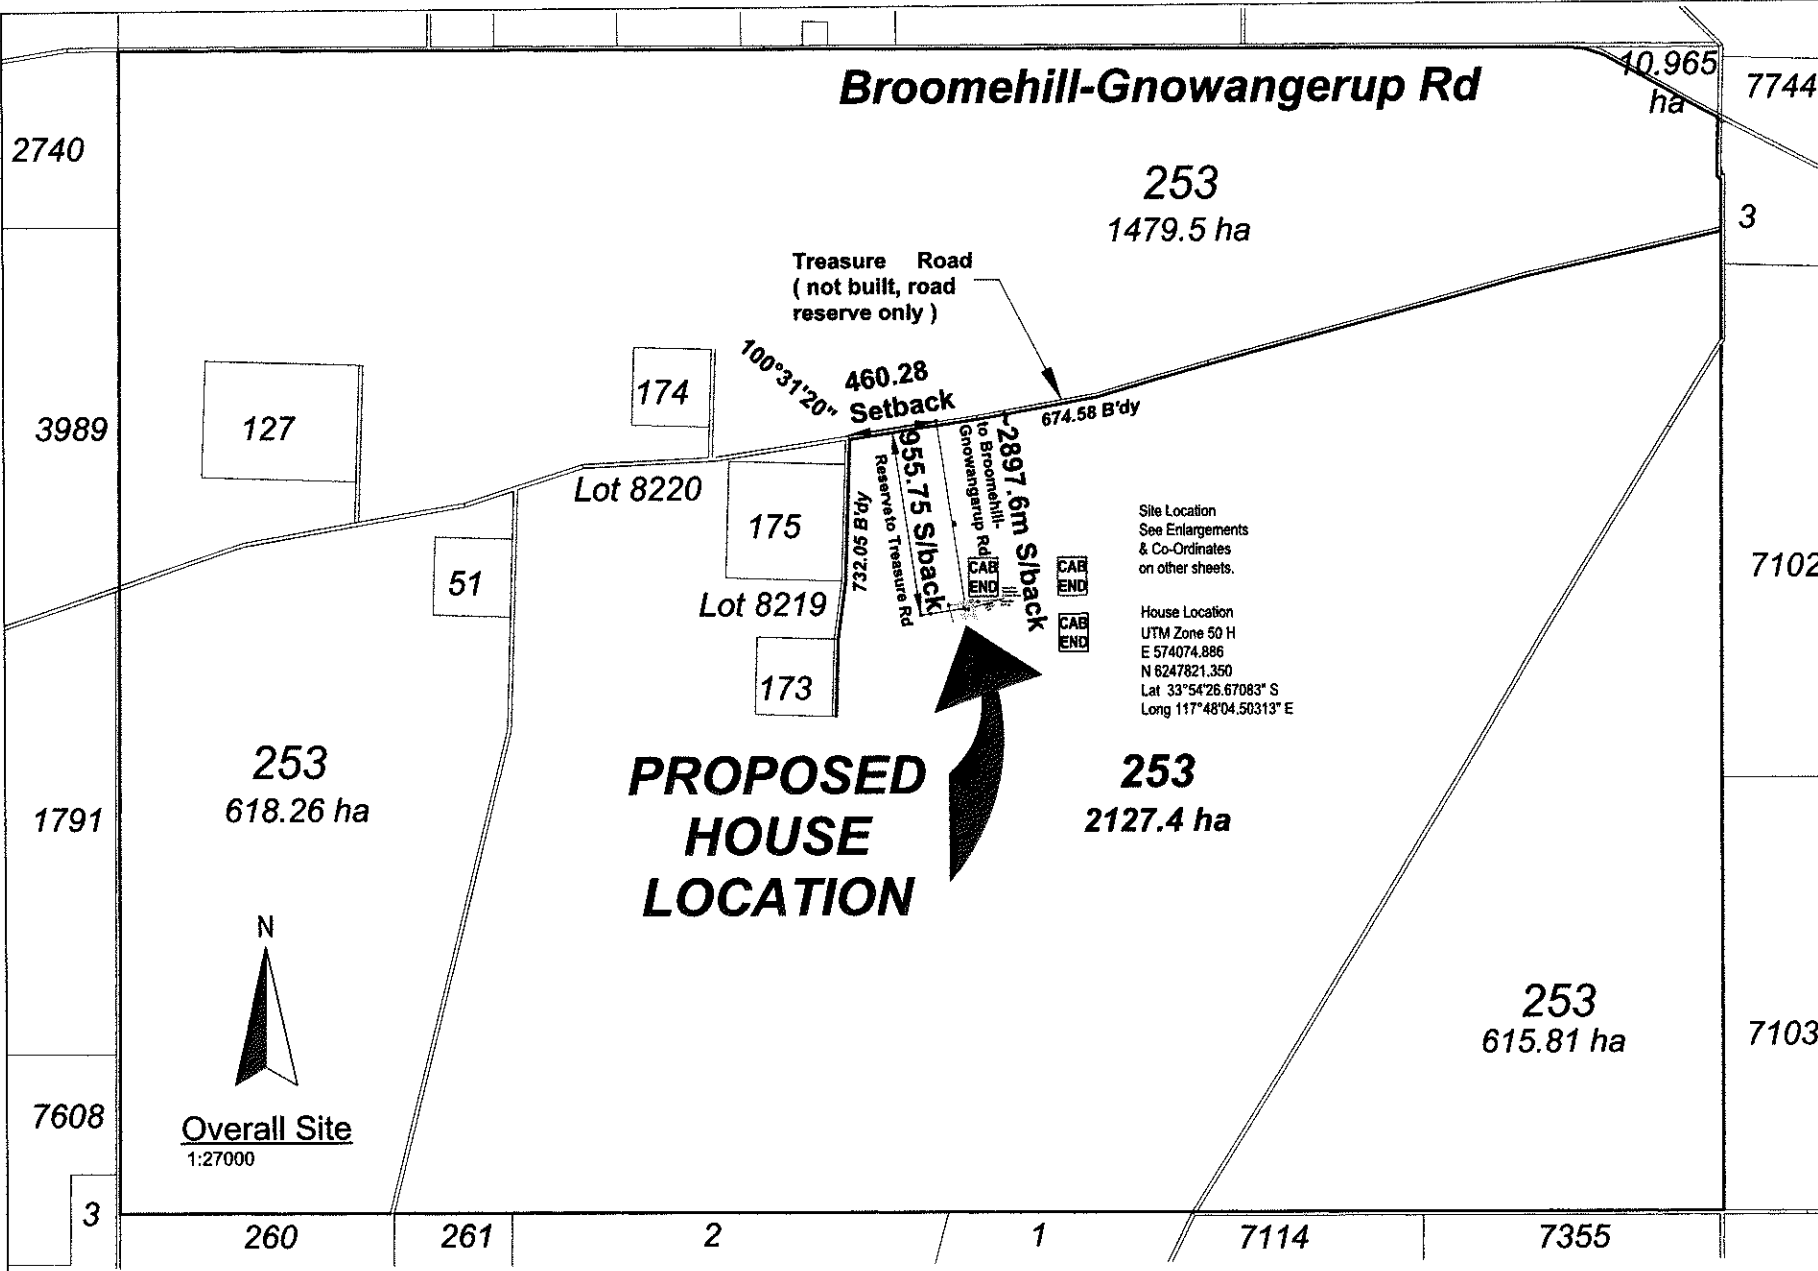 Broomehill-Gnowangerup Rd
10.965
ha
7744
2740
253
1479.5 ha
3
Treasure Road
( not built, road
reserve only )
100°31'20"
460.28
Setback
674.58 B'dy
174
127
3989
Lot 8220
175
732.05 B'dy
955.75 S/back
Reserve to Treasure Rd
~2897.6m S/back
to Broomehill-
Gnowangerup Rd
CAB
END
CAB
END
CAB
END
Site Location
See Enlargements
& Co-Ordinates
on other sheets.
7102
51
Lot 8219
House Location
UTM Zone 50 H
E 574074.886
N 6247821.350
Lat 33°54'26.67083" S
Long 117°48'04.50313" E
173
253
618.26 ha
1791
PROPOSED
HOUSE
LOCATION
253
2127.4 ha
N
253
615.81 ha
7103
7608
Overall Site
1:27000
3
260
261
2
1
7114
7355